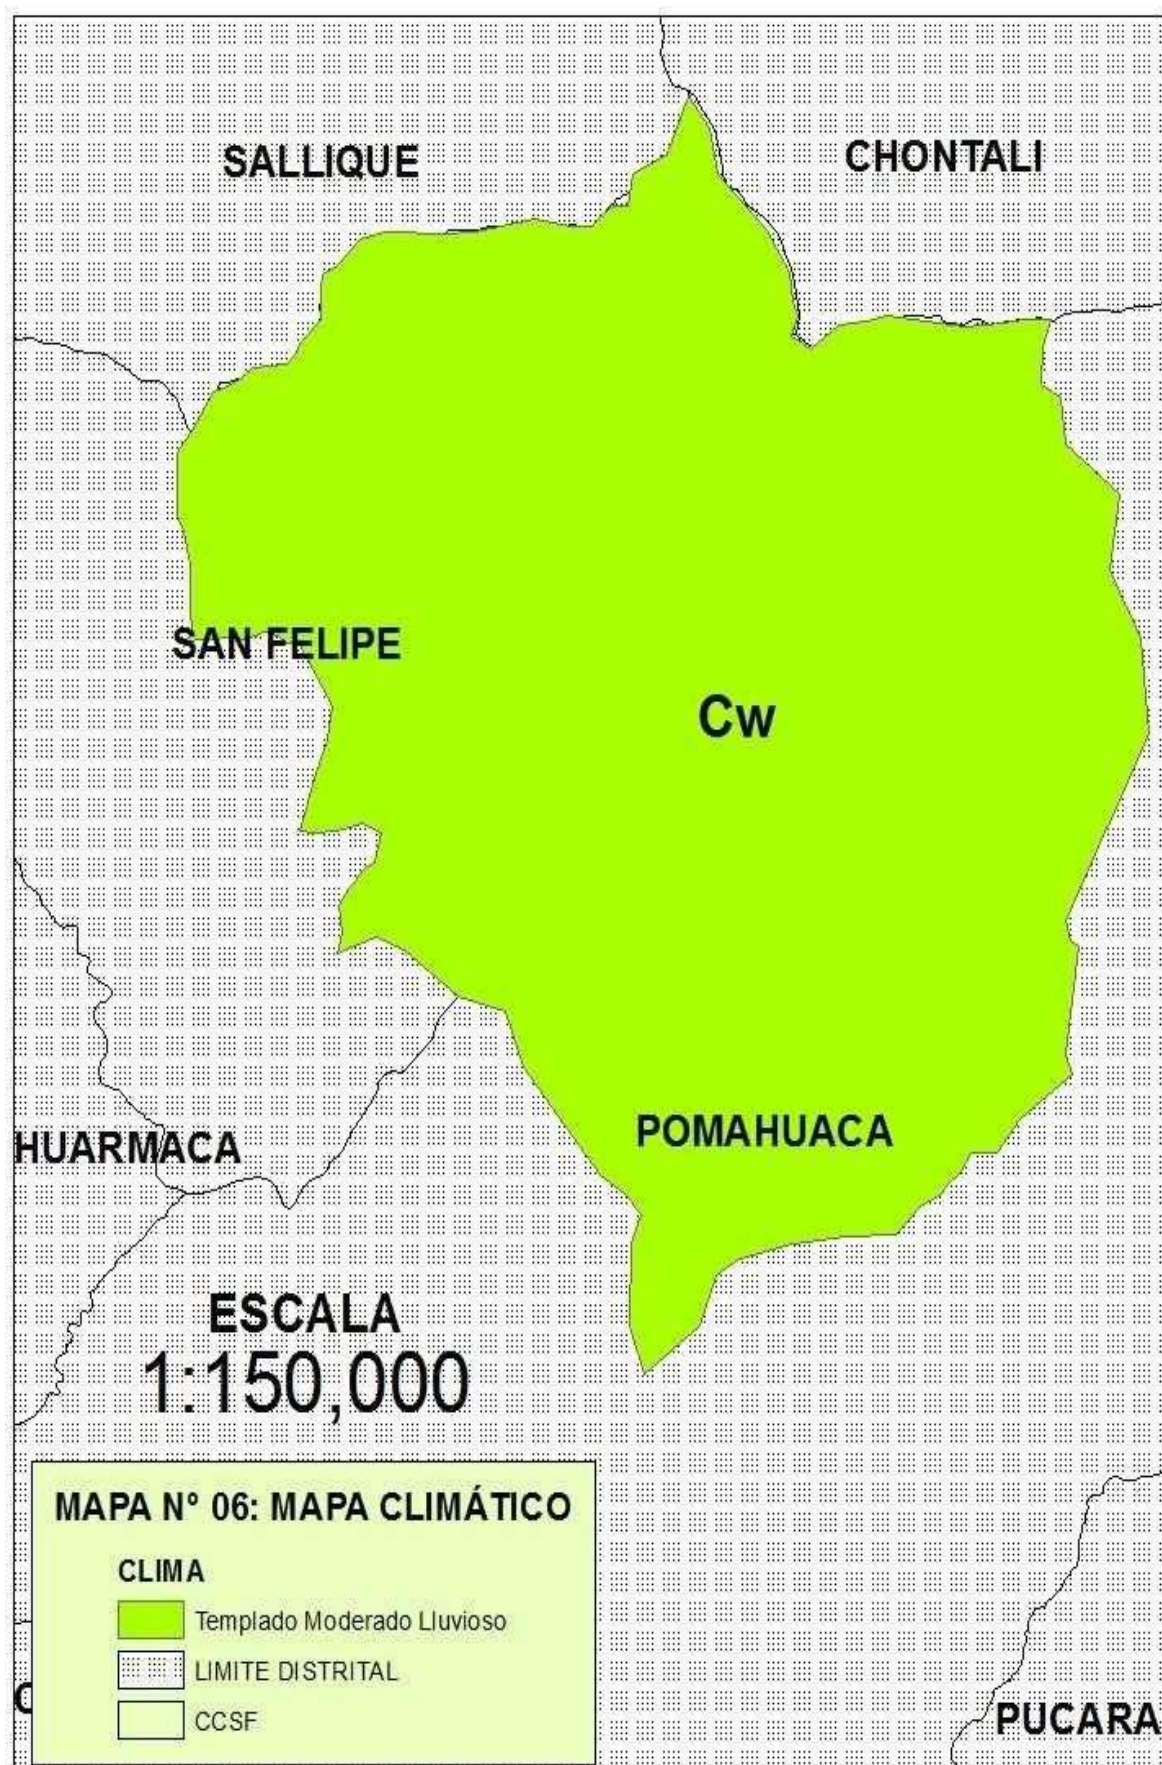 SALLIQUE
CHONTALI
SAN FELIPE
Cw
POMAHUACA
HUARMACA
ESCALA
1:150,000
MAPA N° 06: MAPA CLIMÁTICO
CLIMA
Templado Moderado Lluvioso
LIMITE DISTRITAL
CCSF
PUCARA